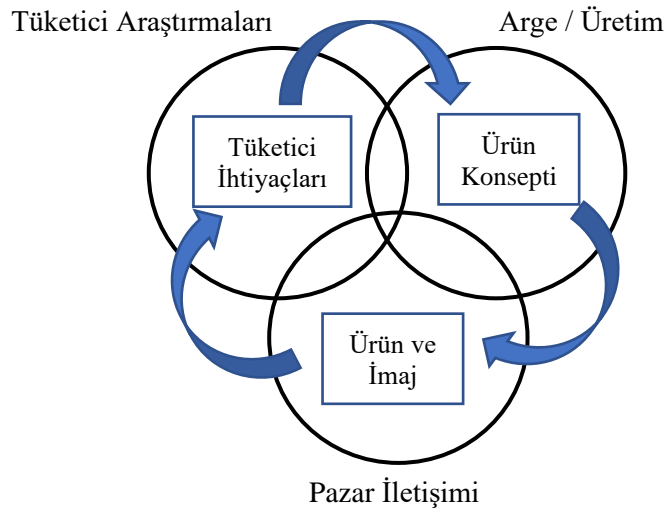 Tüketici Araştırmaları
Arge / Üretim
Tüketici
İhtiyaçları
Ürün
Konsepti
Ürün ve
İmaj
Pazar İletişimi